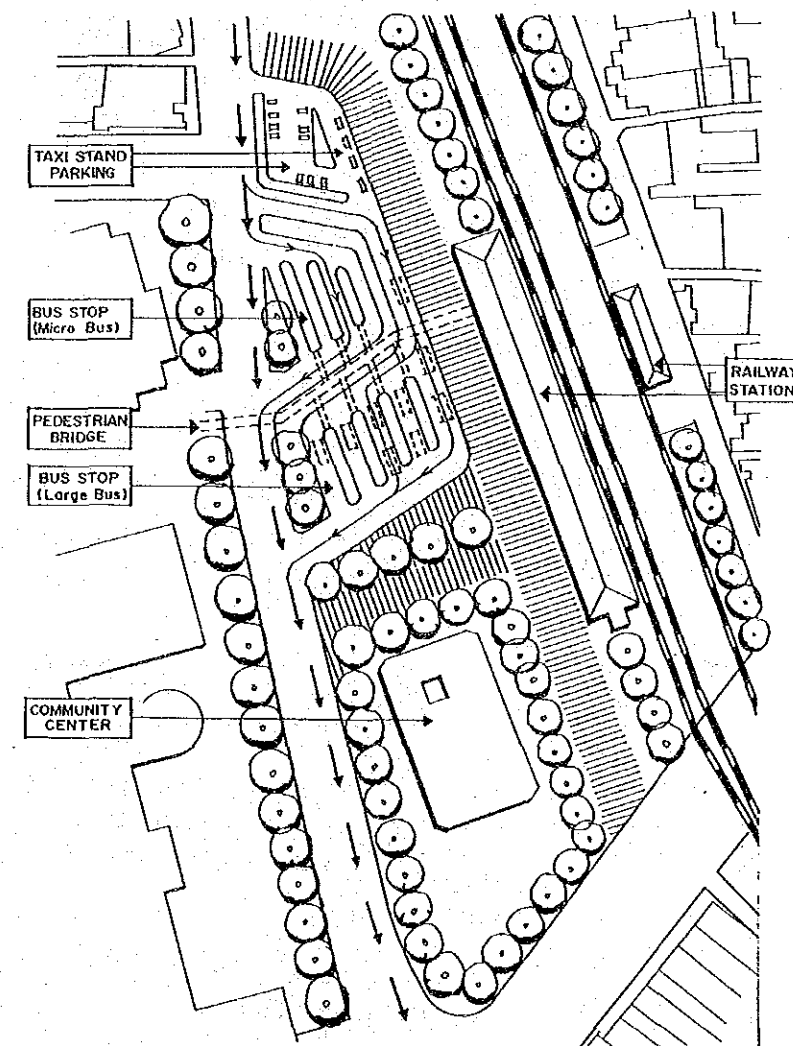 TAXI STAND
PARKING
BUS STOP
(Micro Bus)
RAILWAY
STATION
PEDESTRIAN
BRIDGE
BUS STOP
(Large Bus)
COMMUNITY
CENTER